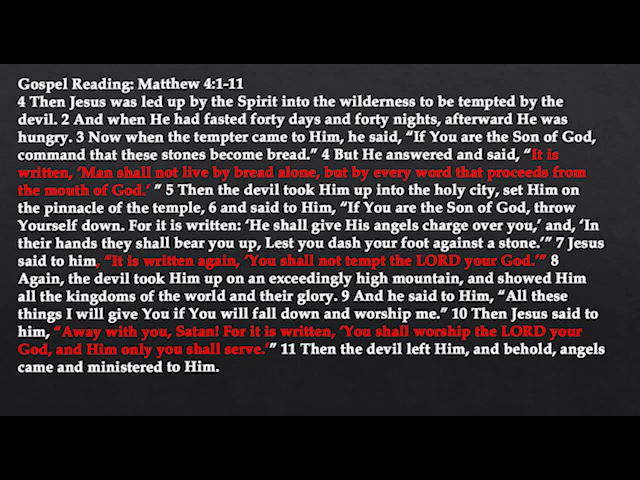 Gospel Reading: Matthew 4:1-11
4 Then Jesus was led up by the Spirit into the wilderness to be tempted by the
devil. 2 And when He had fasted forty days and forty nights, afterward He was
hungry. 3 Now when the tempter came to Him, he said, “If You are the Son of God,
command that these stones become bread.” 4 But He answered and said, “It is
written, ‘Man shall not live by bread alone, but by every word that proceeds from
the mouth of God.’ ” 5 Then the devil took Him up into the holy city, set Him on
the pinnacle of the temple, 6 and said to Him, “If You are the Son of God, throw
Yourself down. For it is written: ‘He shall give His angels charge over you,’ and, ‘In
their hands they shall bear you up, Lest you dash your foot against a stone.’” 7 Jesus
said to him, “It is written again, ‘You shall not tempt the LORD your God.’” 8
Again, the devil took Him up on an exceedingly high mountain, and showed Him
all the kingdoms of the world and their glory. 9 And he said to Him, “All these
things I will give You if You will fall down and worship me.” 10 Then Jesus said to
him, “Away with you, Satan! For it is written, ‘You shall worship the LORD your
God, and Him only you shall serve.’” 11 Then the devil left Him, and behold, angels
came and ministered to Him.